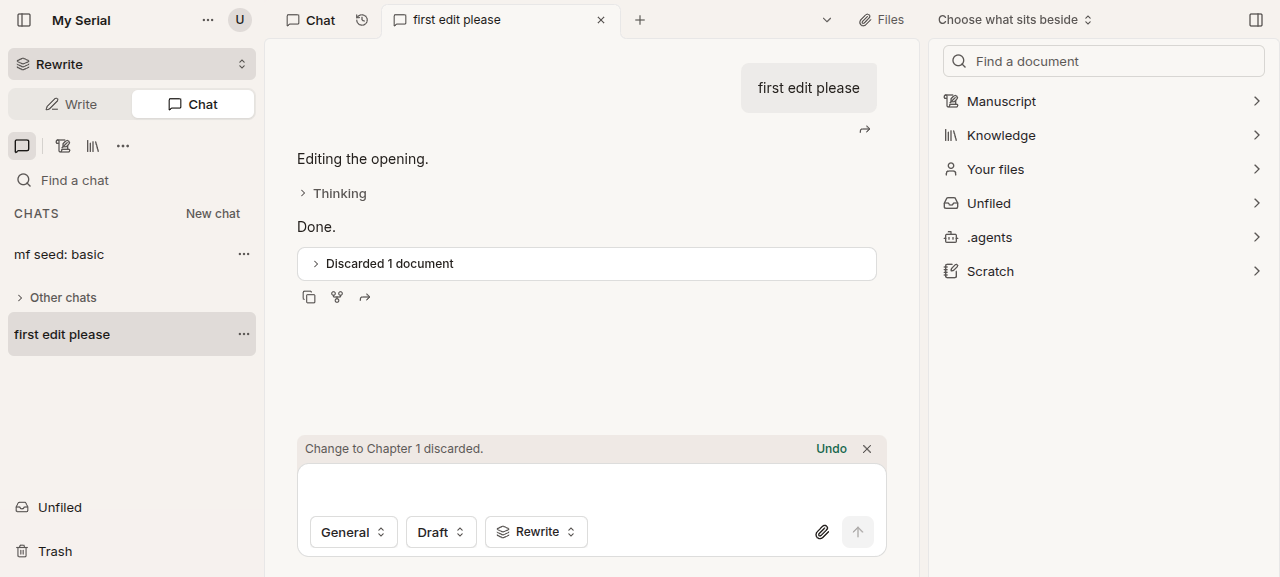 My Serial
U
Rewrite
Write
Chat
Find a chat
CHATS
New chat
mf seed: basic
Other chats
first edit please
Unfiled
Trash
Chat
first edit please
Files
Choose what sits beside
first edit please
Editing the opening.
Thinking
Done.
Discarded 1 document
Change to Chapter 1 discarded.
Undo
General
Draft
Rewrite
Find a document
Manuscript
Knowledge
Your files
Unfiled
.agents
Scratch